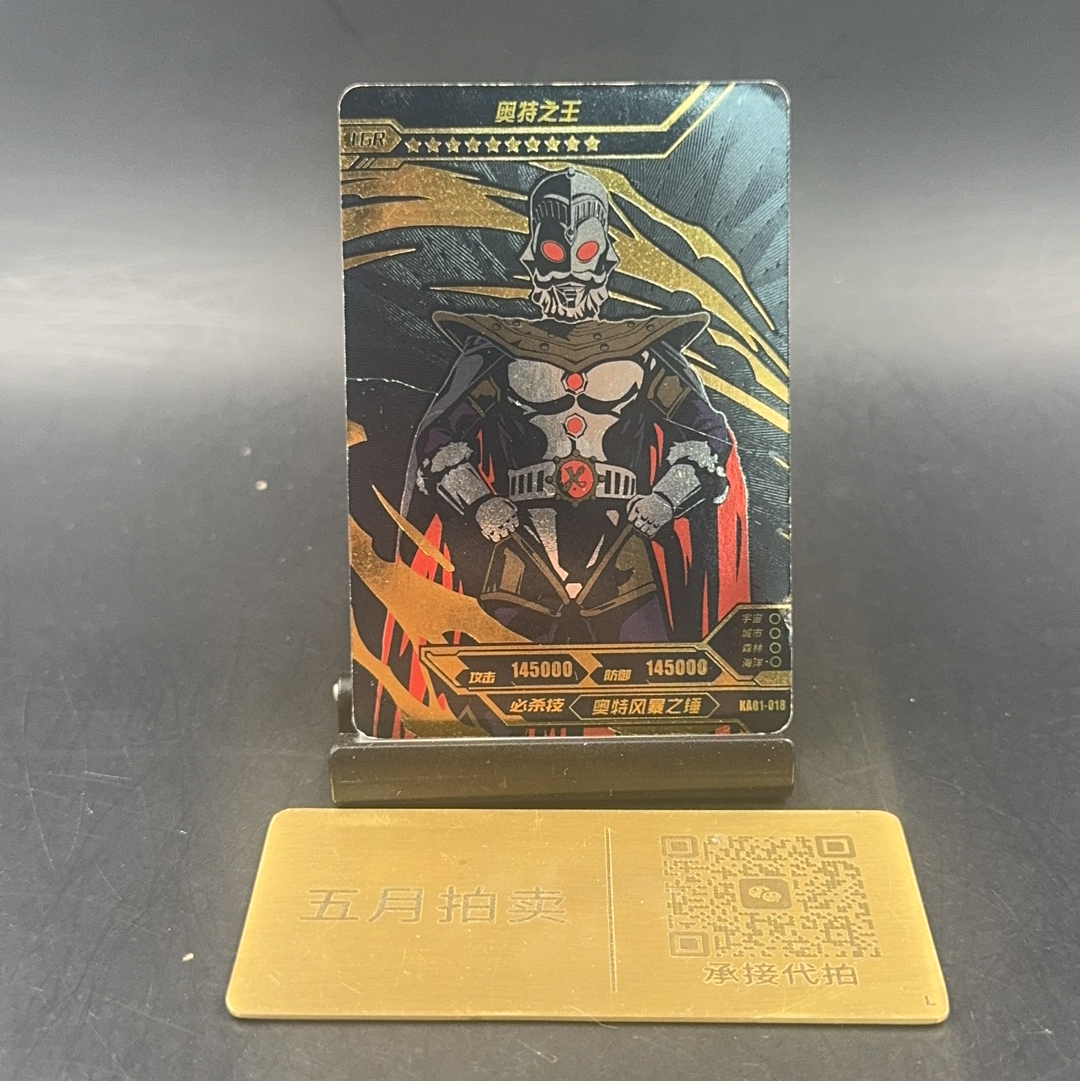 奥特之王
LGR
宇宙
城市
森林
海洋
攻击 145000 防御 145000
必杀技 奥特风暴之锤 KA01-018
五月拍卖
承接代拍